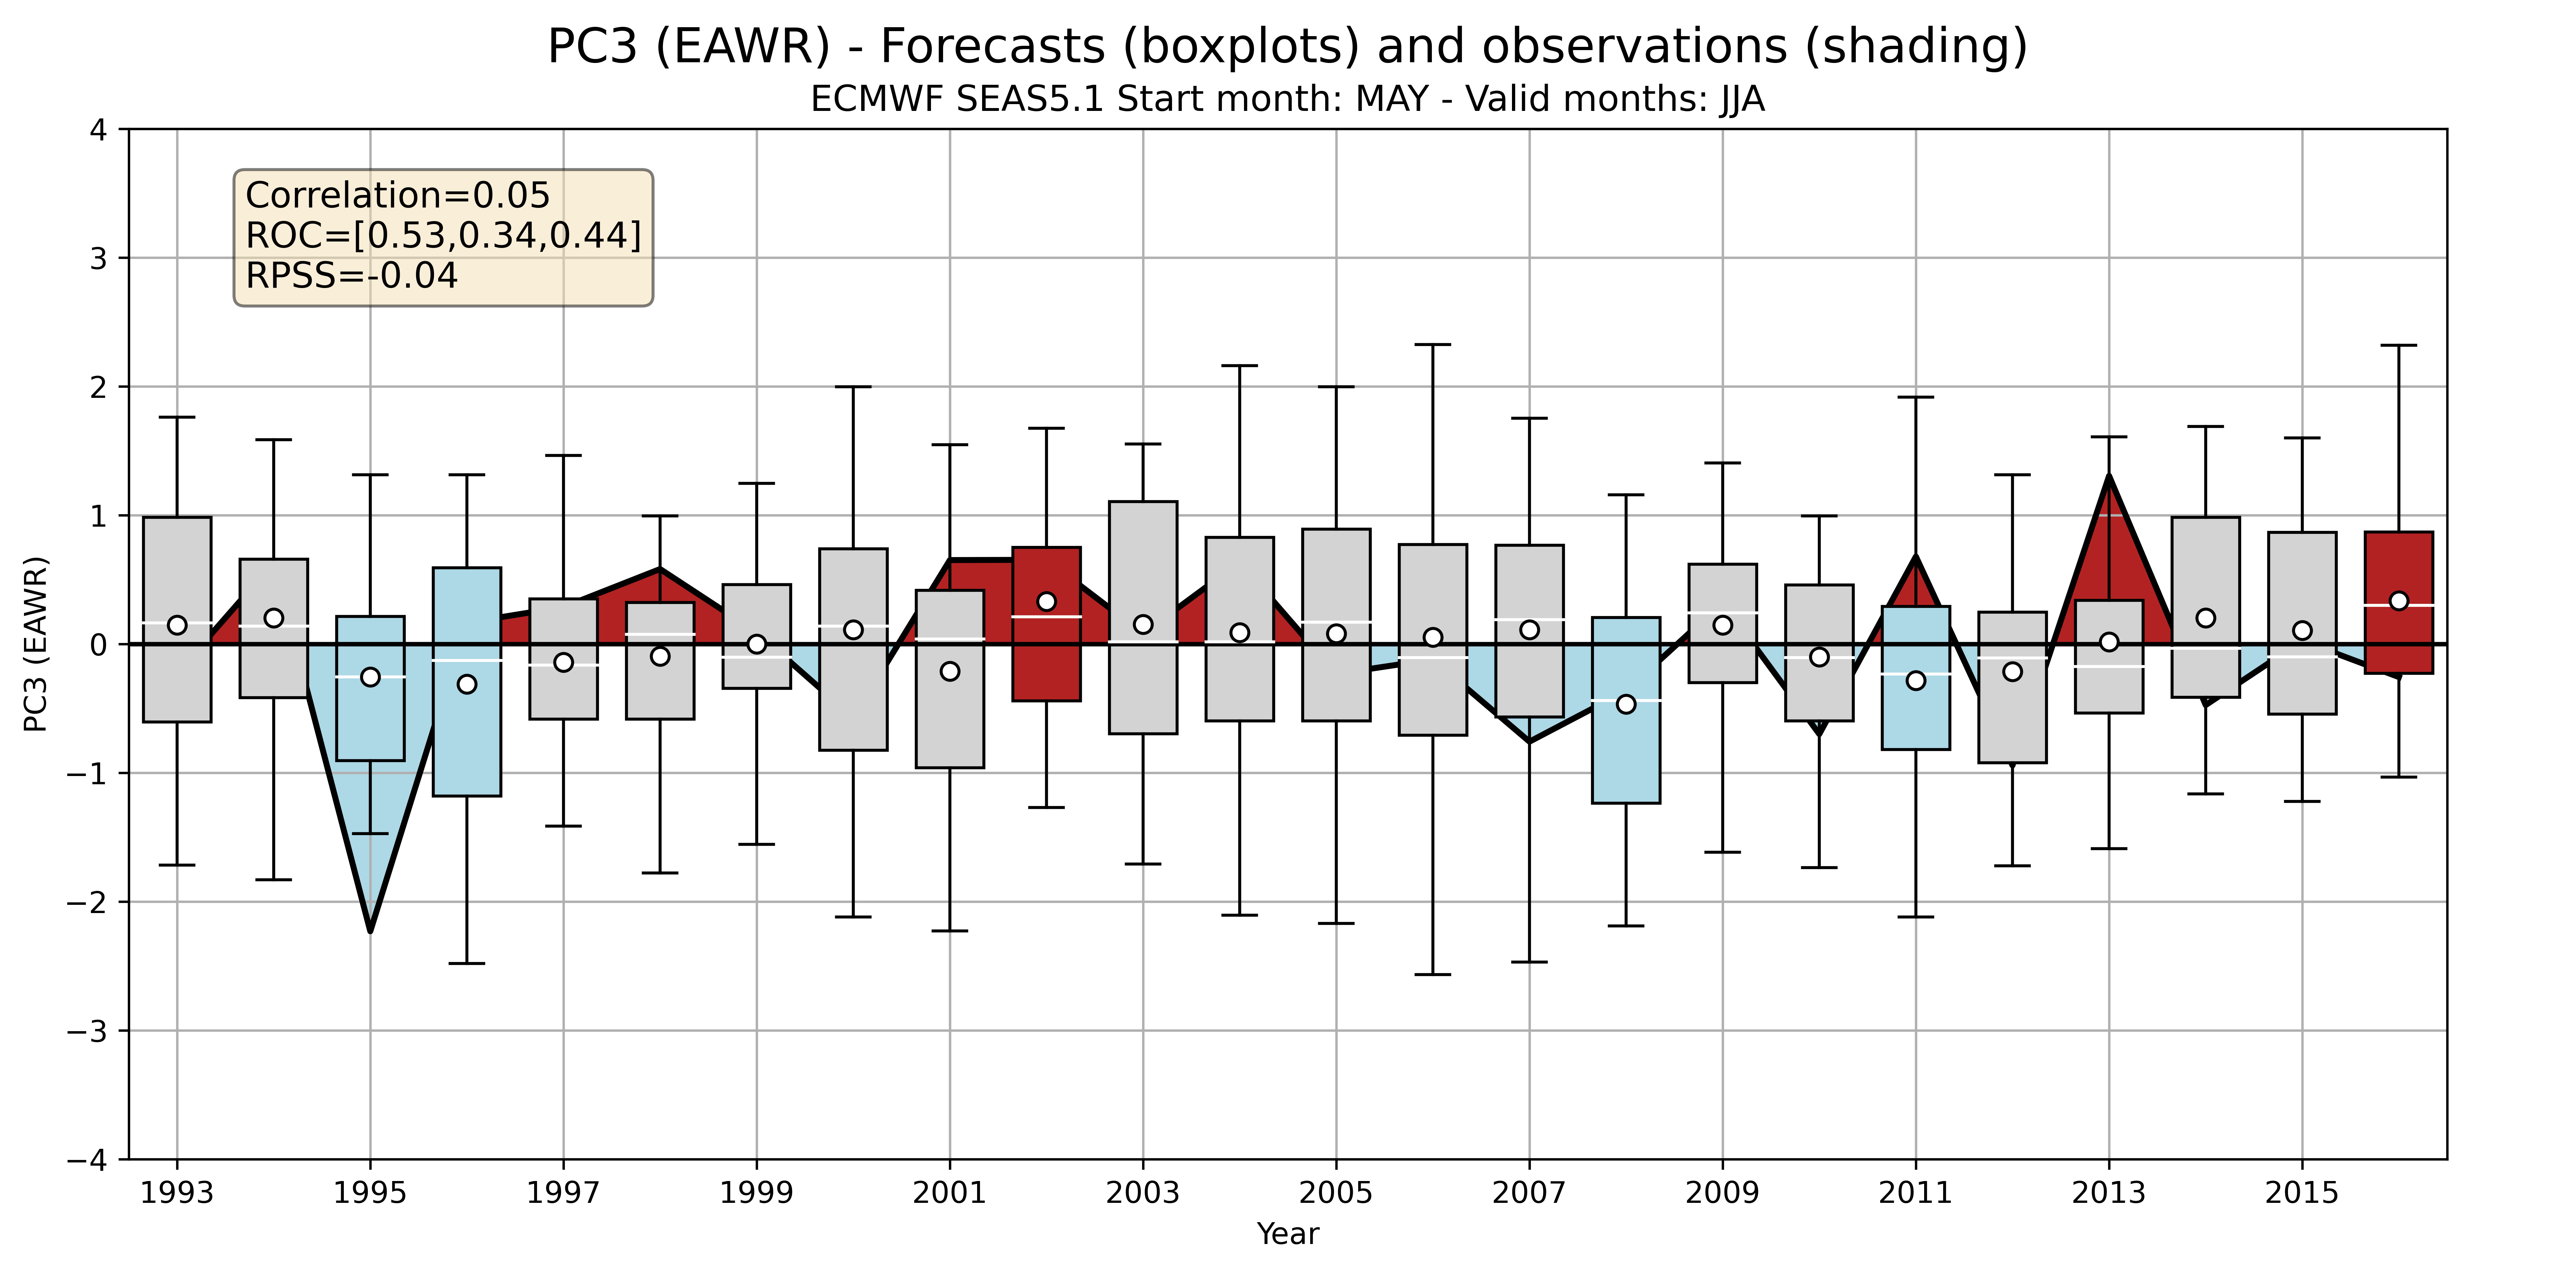 PC3 (EAWR) - Forecasts (boxplots) and observations (shading)
ECMWF SEAS5.1 Start month: MAY - Valid months: JJA
Correlation=0.05
ROC=[0.53,0.34,0.44]
RPSS=-0.04
PC3 (EAWR)
4
3
2
1
0
−1
−2
−3
−4
1993 1995 1997 1999 2001 2003 2005 2007 2009 2011 2013 2015
Year